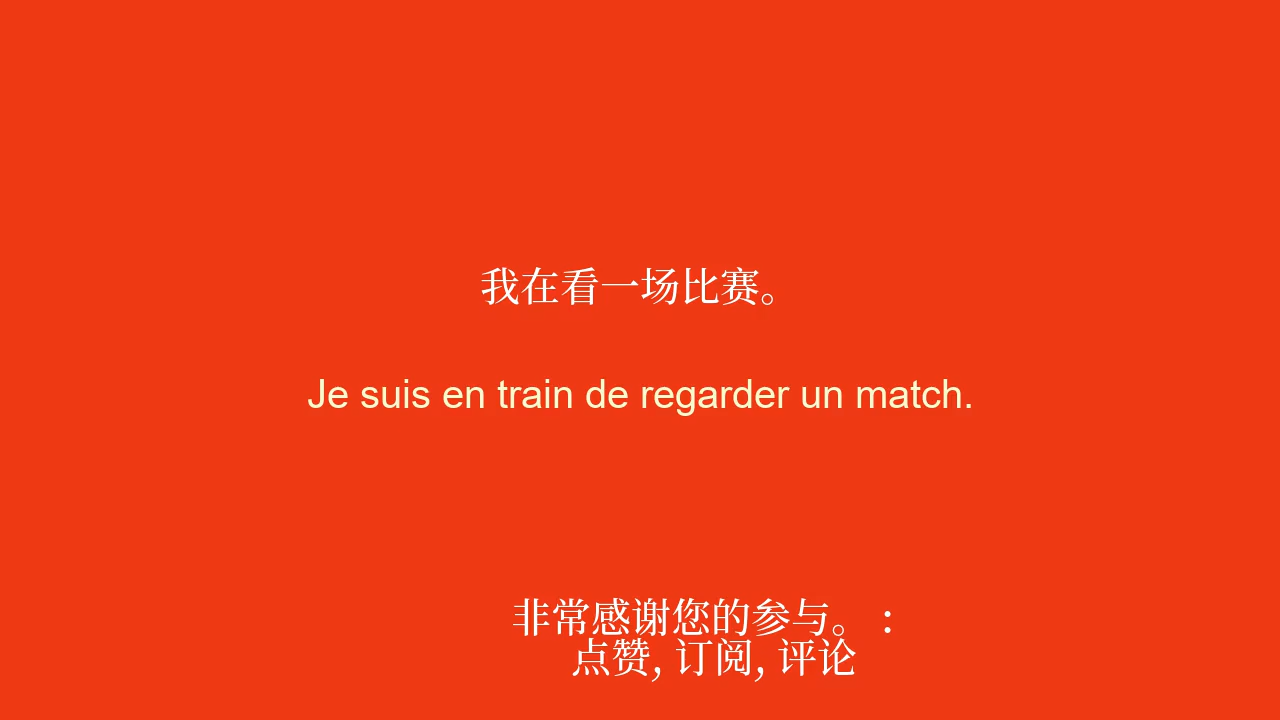 我在看一场比赛。
Je suis en train de regarder un match.
非常感谢您的参与。 :
点赞, 订阅, 评论